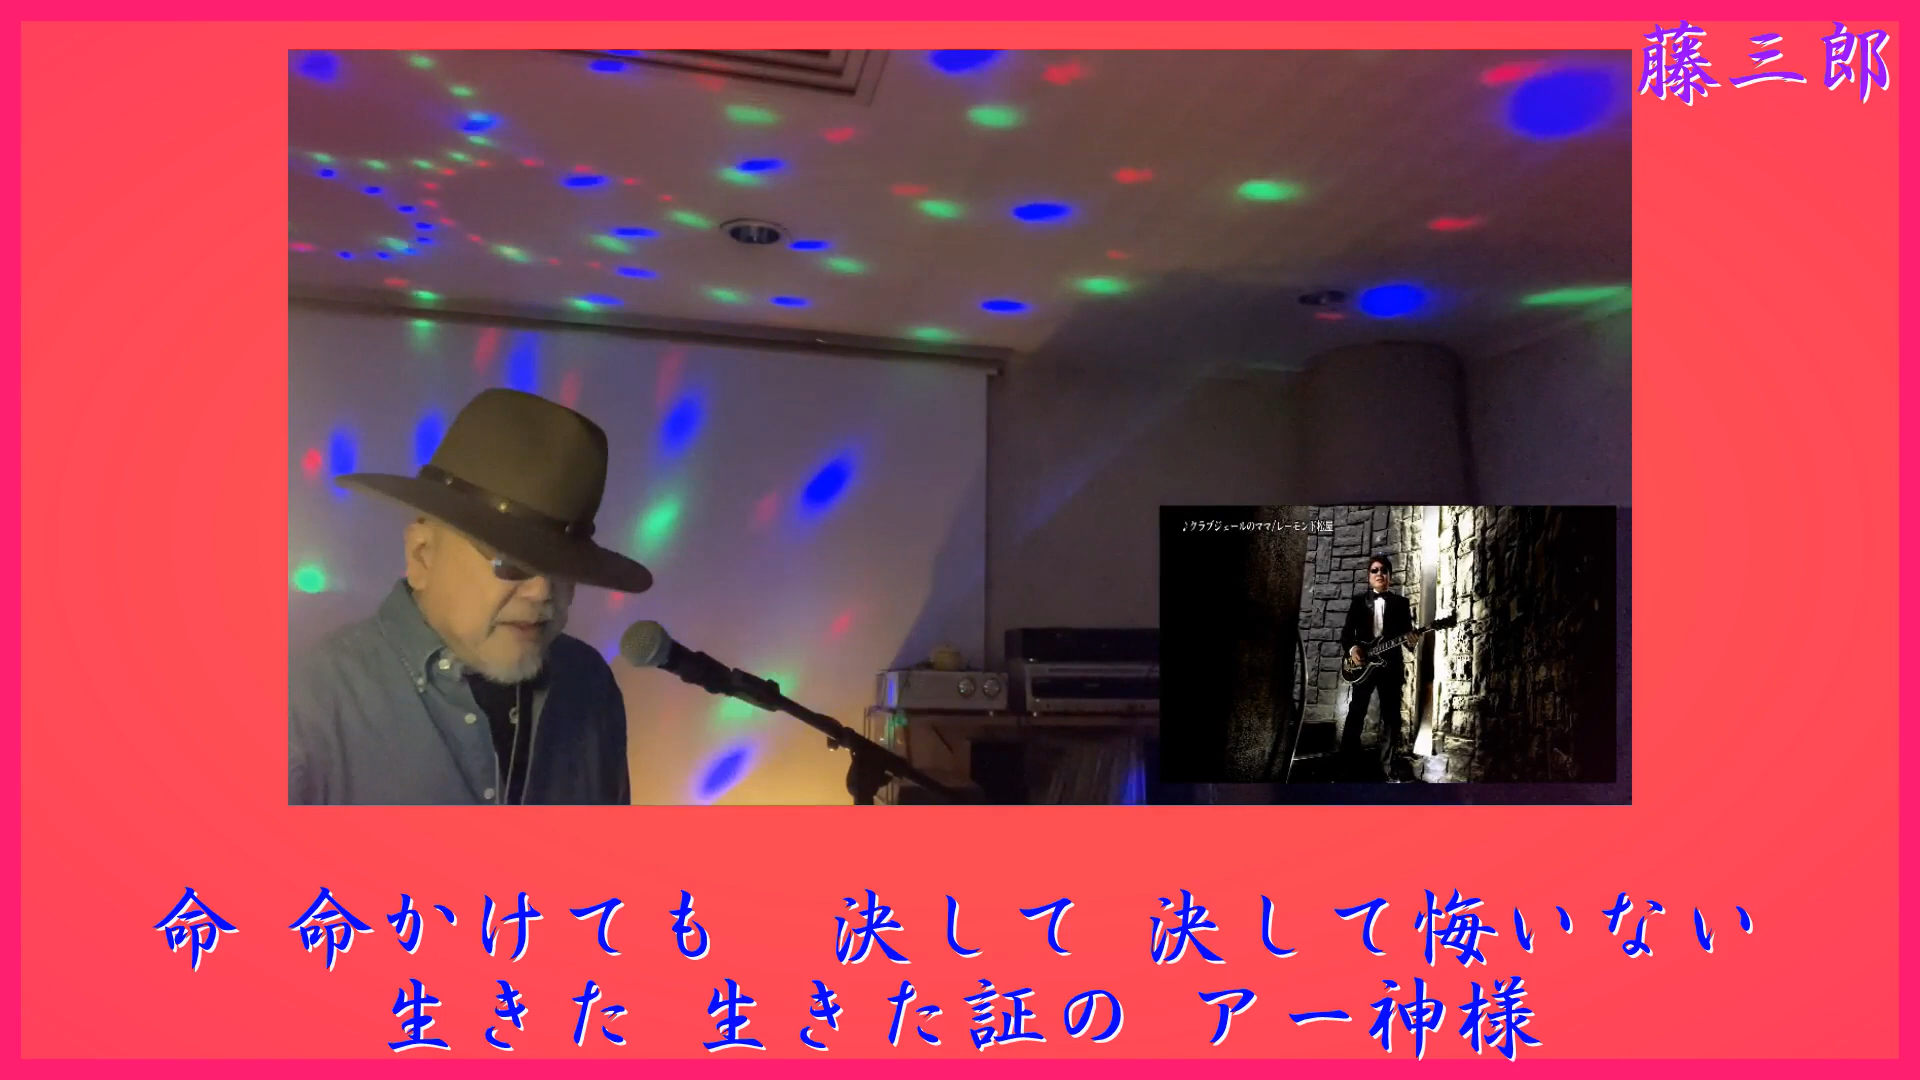 藤三郎
♪クラブジェールのママ/レーモンド松屋
命 命かけても 決して 決して悔いない
生きた 生きた証の アー神様